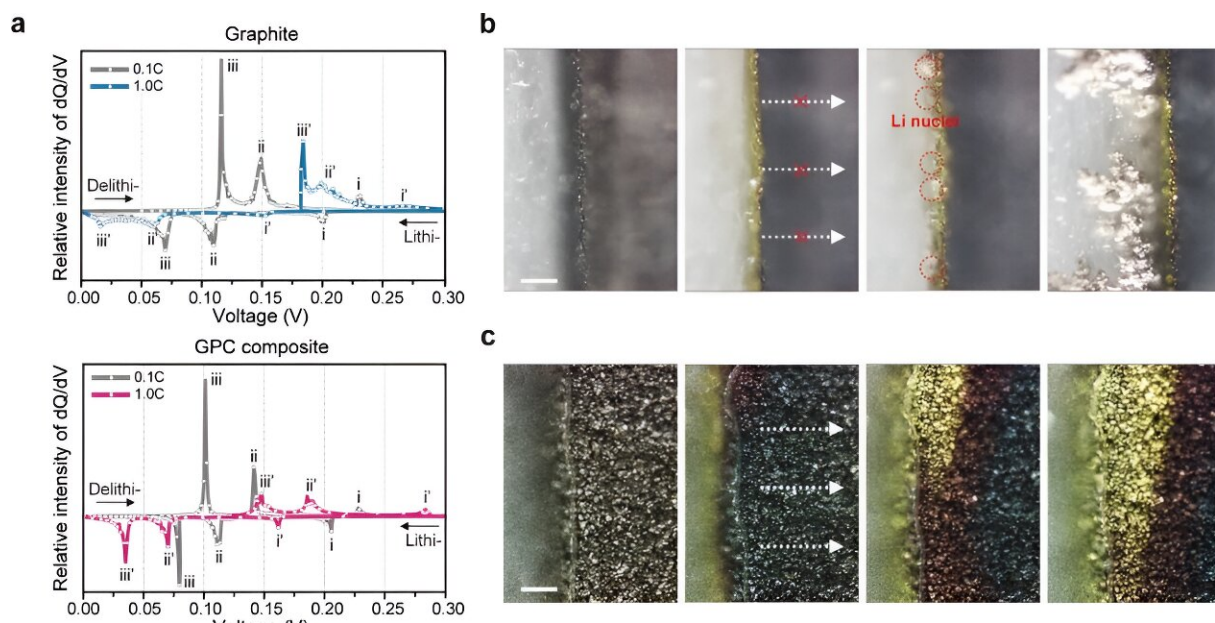 a
Graphite
0.1C
1.0C
iii
ii
iii'
ii'
i
i'
Delithi-
Lithi-
iii'
ii'
iii
ii
i'
i
Relative intensity of dQ/dV
0.00 0.05 0.10 0.15 0.20 0.25 0.30
Voltage (V)
GPC composite
0.1C
1.0C
iii
ii
iii'
ii'
i
i'
Delithi-
Lithi-
iii'
ii'
iii
ii
i'
i
Relative intensity of dQ/dV
0.00 0.05 0.10 0.15 0.20 0.25 0.30
Voltage (V)
b
Li nuclei
c